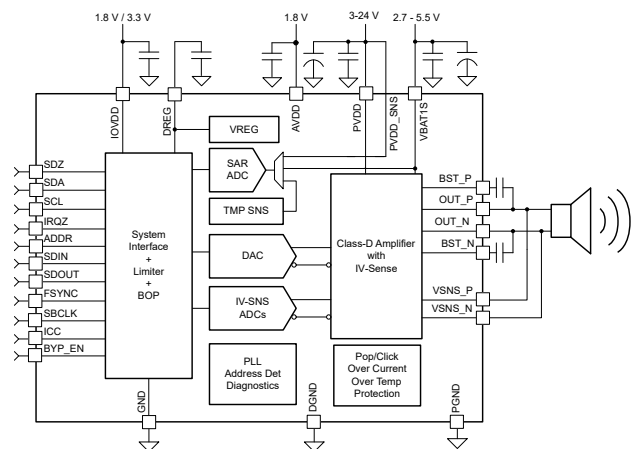 1.8 V / 3.3 V
1.8 V
3-24 V
2.7 - 5.5 V
IOVDD
DREG
AVDD
PVDD
PVDD_SNS
VBAT1S
VREG
SDZ
SDA
SCL
IRQZ
ADDR
SDIN
SDOUT
FSYNC
SBCLK
ICC
BYP_EN
System
Interface
+
Limiter
+
BOP
SAR
ADC
TMP SNS
DAC
IV-SNS
ADCs
Class-D Amplifier
with
IV-Sense
BST_P
OUT_P
OUT_N
BST_N
VSNS_P
VSNS_N
PLL
Address Det
Diagnostics
Pop/Click
Over Current
Over Temp
Protection
GND
DGND
PGND